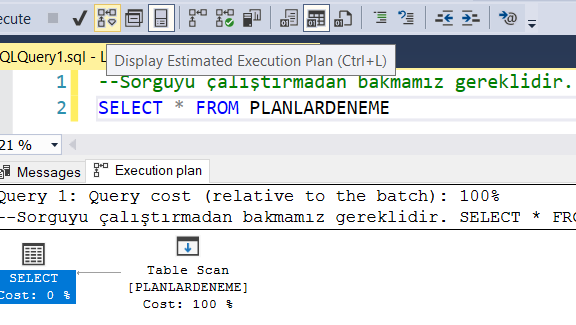 ecute
QLQuery1.sql - L
Display Estimated Execution Plan (Ctrl+L)
1 --Sorguyu çalıştırmadan bakmamız gereklidir.
2 SELECT * FROM PLANLARDENEME
21 %
Messages Execution plan
Query 1: Query cost (relative to the batch): 100%
--Sorguyu çalıştırmadan bakmamız gereklidir. SELECT * FRO
SELECT
Cost: 0 %
Table Scan
[PLANLARDENEME]
Cost: 100 %